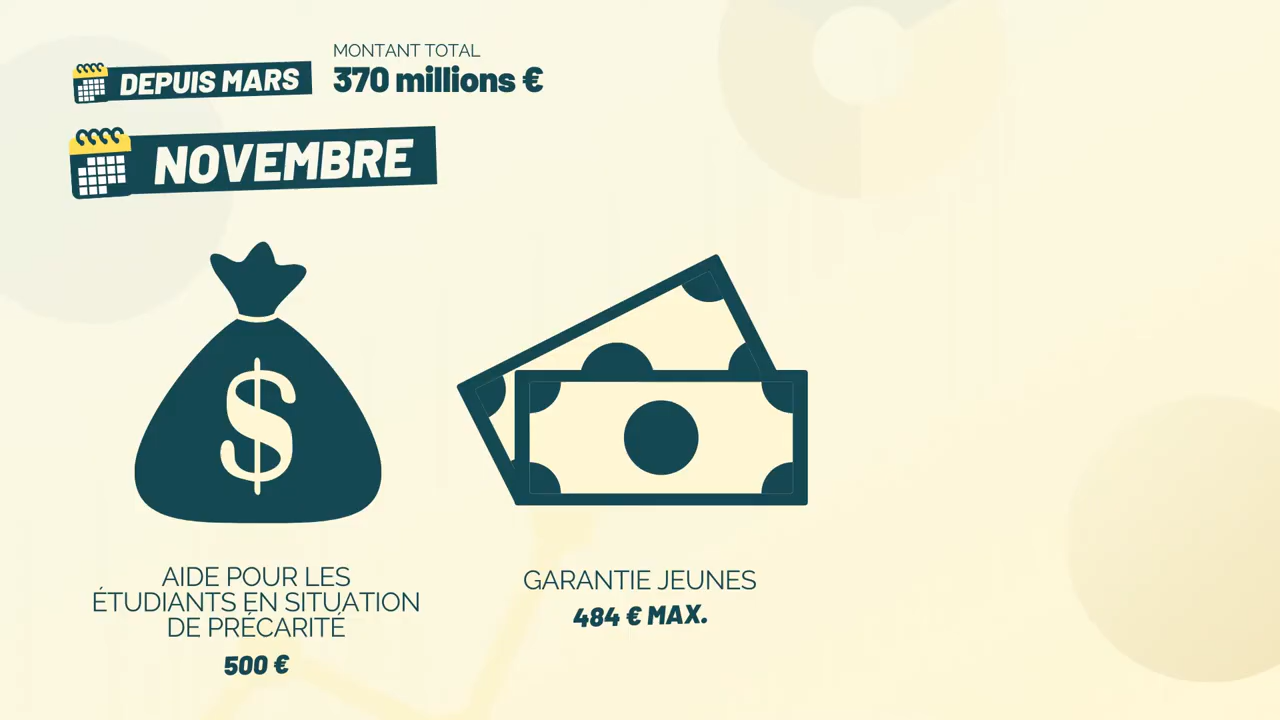 MONTANT TOTAL
DEPUIS MARS
370 millions €
NOVEMBRE
$
AIDE POUR LES
ÉTUDIANTS EN SITUATION
DE PRÉCARITÉ
500 €
GARANTIE JEUNES
484 € MAX.